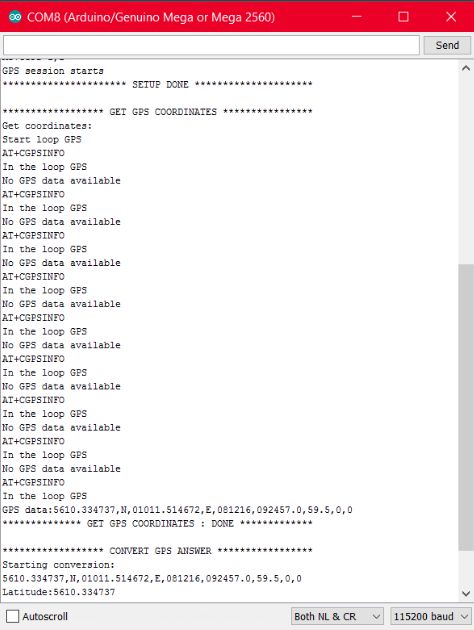 COM8 (Arduino/Genuino Mega or Mega 2560)
Send
GPS session starts
********************** SETUP DONE *********************
****************** GET GPS COORDINATES ****************
Get coordinates:
Start loop GPS
AT+CGPSINFO
In the loop GPS
No GPS data available
AT+CGPSINFO
In the loop GPS
No GPS data available
AT+CGPSINFO
In the loop GPS
No GPS data available
AT+CGPSINFO
In the loop GPS
No GPS data available
AT+CGPSINFO
In the loop GPS
No GPS data available
AT+CGPSINFO
In the loop GPS
No GPS data available
AT+CGPSINFO
In the loop GPS
No GPS data available
AT+CGPSINFO
In the loop GPS
No GPS data available
AT+CGPSINFO
In the loop GPS
GPS data:5610.334737,N,01011.514672,E,081216,092457.0,59.5,0,0
************** GET GPS COORDINATES : DONE *************
****************** CONVERT GPS ANSWER *****************
Starting conversion:
5610.334737,N,01011.514672,E,081216,092457.0,59.5,0,0
Latitude:5610.334737
Autoscroll
Both NL & CR
115200 baud